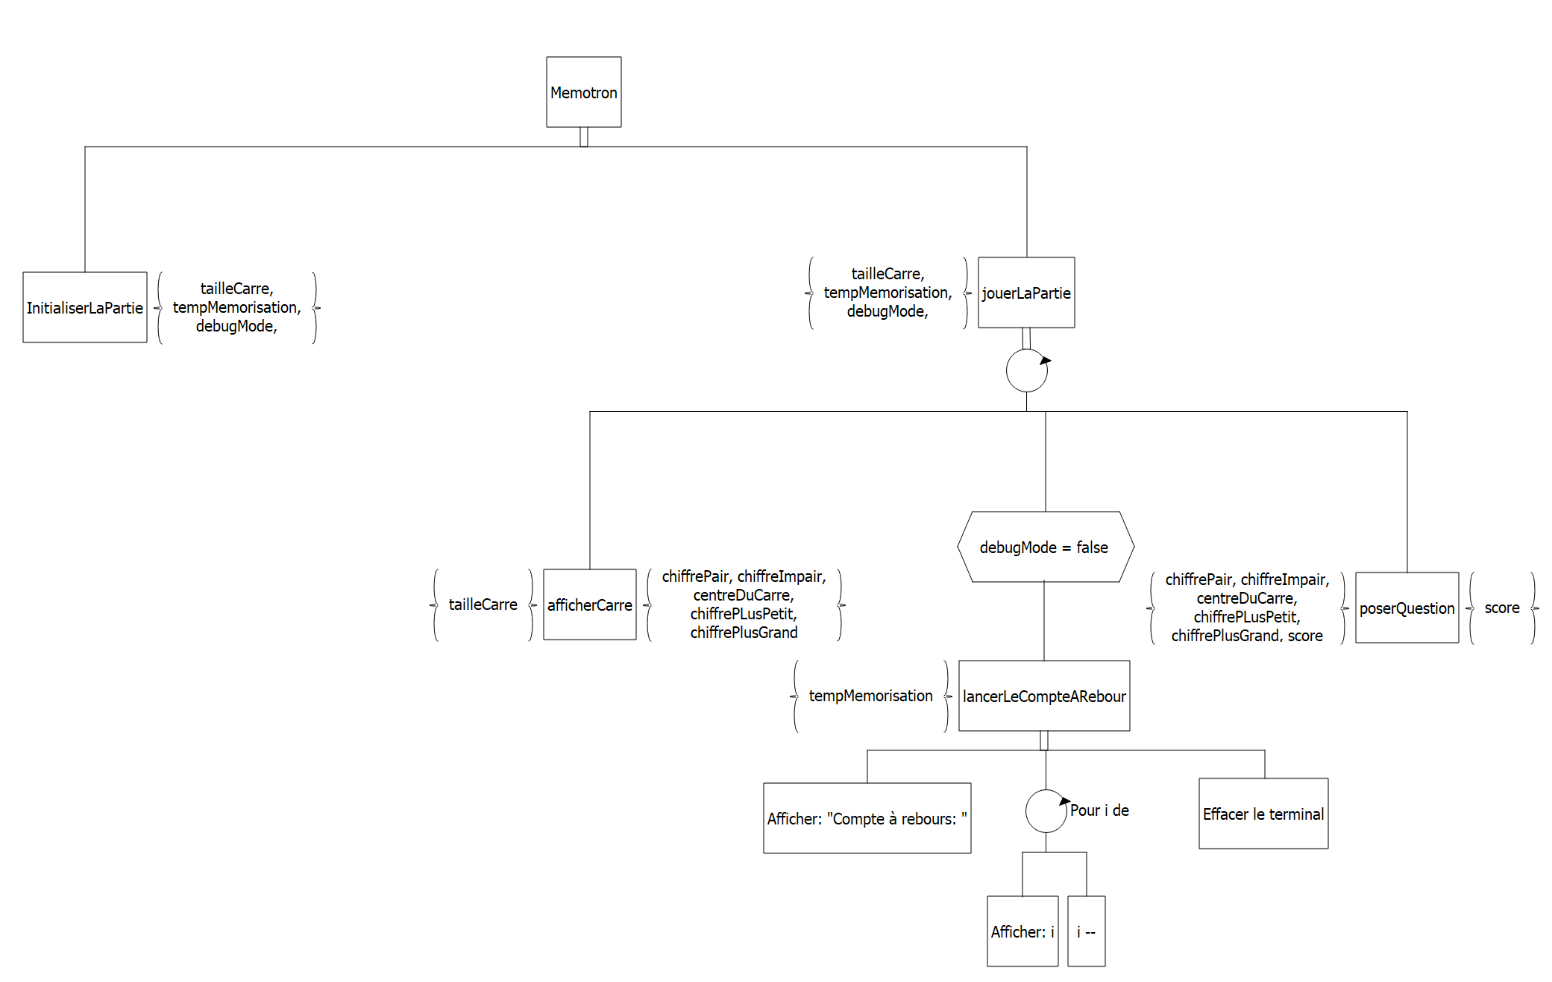 Memotron
InitialiserLaPartie
tailleCarre,
tempMemorisation,
debugMode,
tailleCarre,
tempMemorisation,
debugMode,
jouerLaPartie
tailleCarre
afficherCarre
chiffrePair, chiffreImpair,
centreDuCarre,
chiffrePLusPetit,
chiffrePlusGrand
debugMode = false
chiffrePair, chiffreImpair,
centreDuCarre,
chiffrePLusPetit,
chiffrePlusGrand, score
poserQuestion
score
tempMemorisation
lancerLeCompteARebour
Afficher: "Compte à rebours: "
Pour i de
Effacer le terminal
Afficher: i
i --